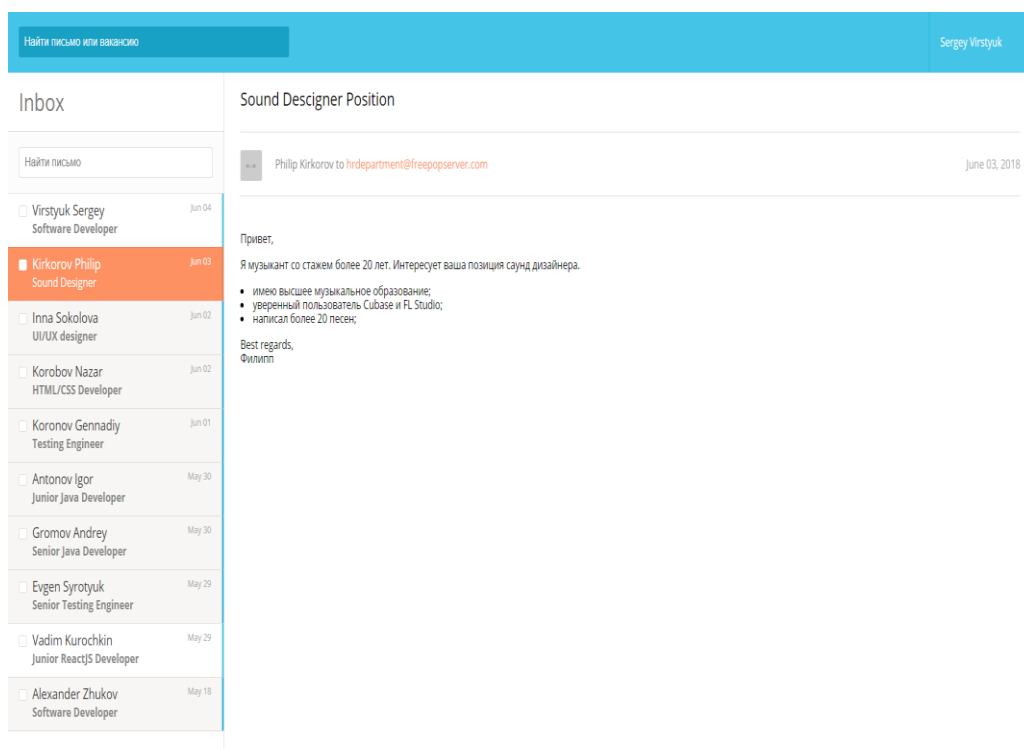 Найти письмо или вакансию
Sergey Virstyuk
Inbox
Найти письмо
Virstyuk Sergey
Jun 04
Software Developer
Kirkorov Philip
Jun 03
Sound Designer
Inna Sokolova
Jun 02
UI/UX designer
Korobov Nazar
Jun 02
HTML/CSS Developer
Koronov Gennadiy
Jun 01
Testing Engineer
Antonov Igor
May 30
Junior Java Developer
Gromov Andrey
May 30
Senior Java Developer
Evgen Syrotyuk
May 29
Senior Testing Engineer
Vadim Kurochkin
May 29
Junior ReactJS Developer
Alexander Zhukov
May 18
Software Developer
Sound Descigner Position
Philip Kirkorov to hrdepartment@freepopserver.com
June 03, 2018
Привет,
Я музыкант со стажем более 20 лет. Интересует ваша позиция саунд дизайнера.
• имею высшее музыкальное образование;
• уверенный пользователь Cubase и FL Studio;
• написал более 20 песен;
Best regards,
Филипп